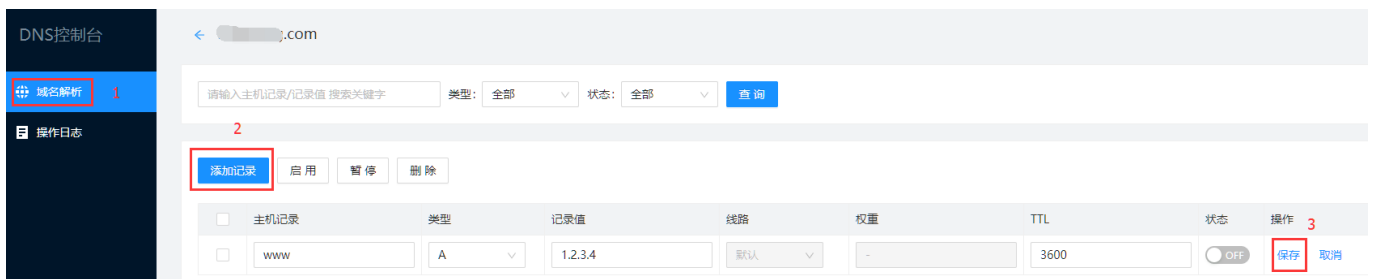 DNS控制台
.com
域名解析 1
请输入主机记录/记录值 搜索关键字 类型: 全部 状态: 全部 查 询
操作日志
2
添加记录 启 用 暂 停 删 除
主机记录 类型 记录值 线路 权重 TTL 状态 操作 3
www A 1.2.3.4 默认 - 3600 OFF 保存 取消